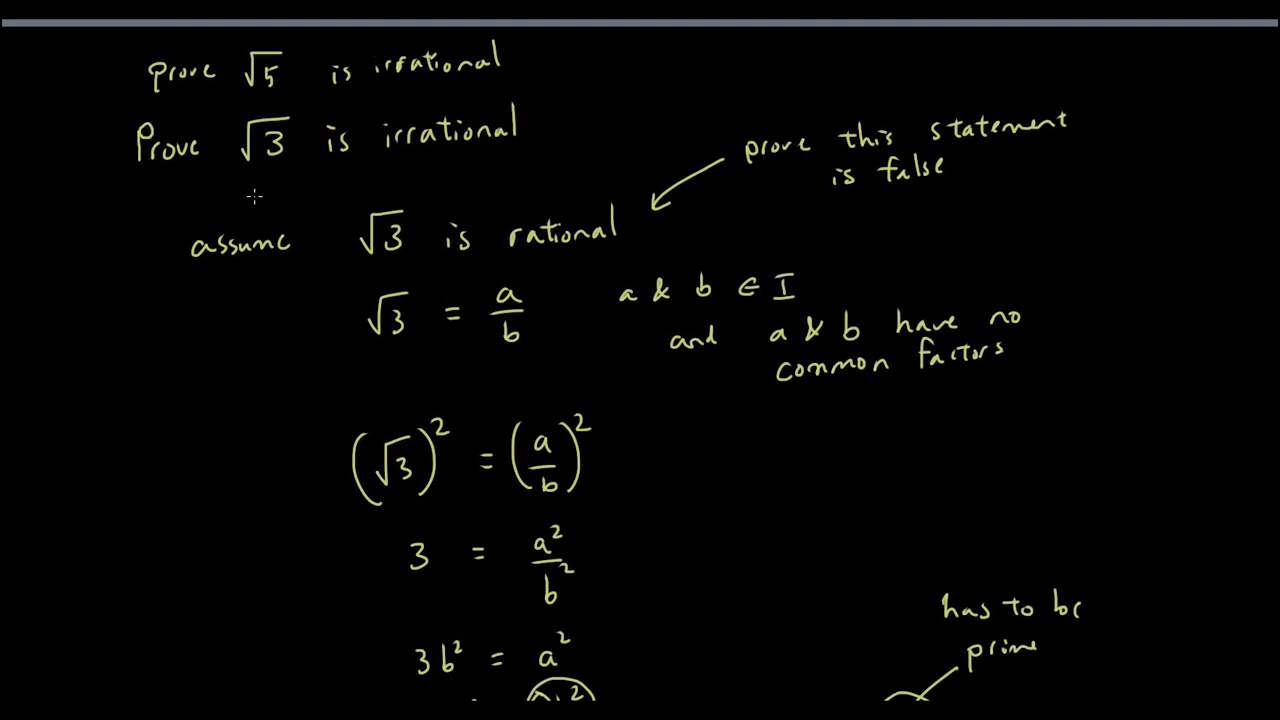 prove √5 is irrational
Prove √3 is irrational
prove this statement
is false
assume √3 is rational
√3 = a/b
a & b ∈ I
and a & b have no
common factors
(√3)² = (a/b)²
3 = a²/b²
has to be
prime
3b² = a²